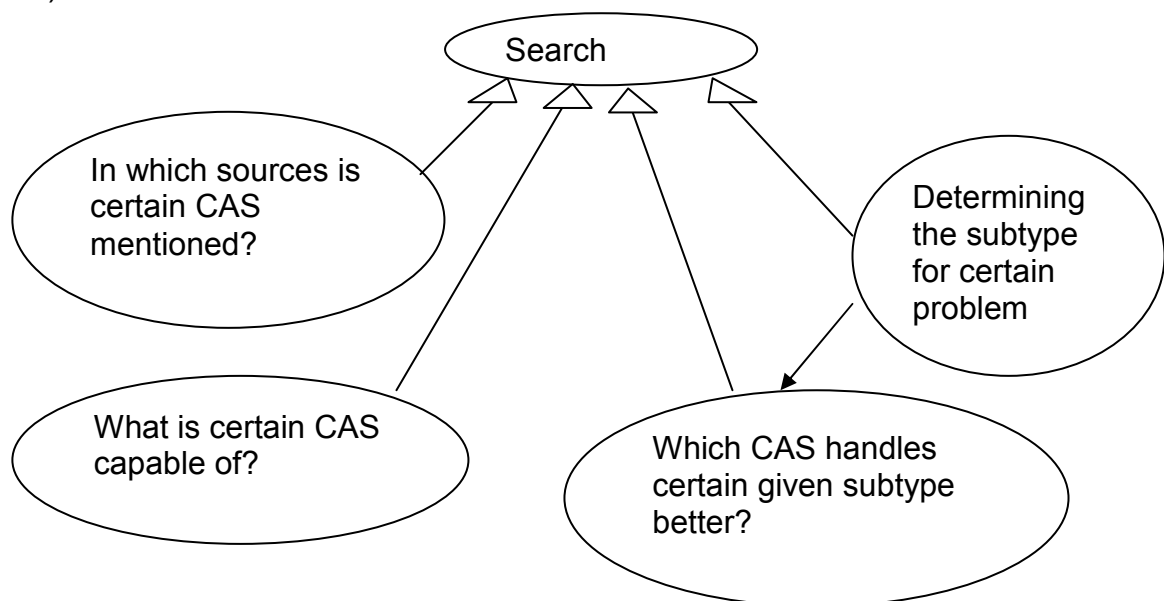 Search
In which sources is
certain CAS
mentioned?
Determining
the subtype
for certain
problem
What is certain CAS
capable of?
Which CAS handles
certain given subtype
better?